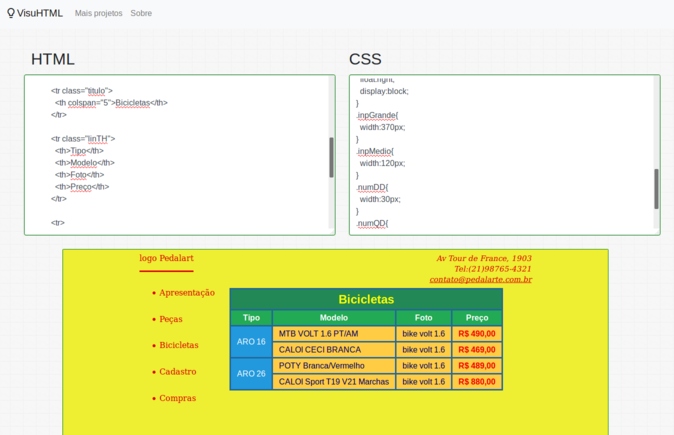 VisuHTML Mais projetos Sobre
HTML
CSS
<tr class="titulo">
<th colspan="5">Bicicletas</th>
</tr>
<tr class="linTH">
<th>Tipo</th>
<th>Modelo</th>
<th>Foto</th>
<th>Preço</th>
</tr>
<tr>
float:right;
display:block;
}
.inpGrande{
width:370px;
}
.inpMedio{
width:120px;
}
.numDD{
width:30px;
}
.numQD{
logo Pedalart
Av Tour de France, 1903
Tel:(21)98765-4321
contato@pedalarte.com.br
• Apresentação
• Peças
• Bicicletas
• Cadastro
• Compras
Bicicletas
Tipo Modelo Foto Preço
ARO 16 MTB VOLT 1.6 PT/AM bike volt 1.6 R$ 490,00
CALOI CECI BRANCA bike volt 1.6 R$ 469,00
ARO 26 POTY Branca/Vermelho bike volt 1.6 R$ 489,00
CALOI Sport T19 V21 Marchas bike volt 1.6 R$ 880,00